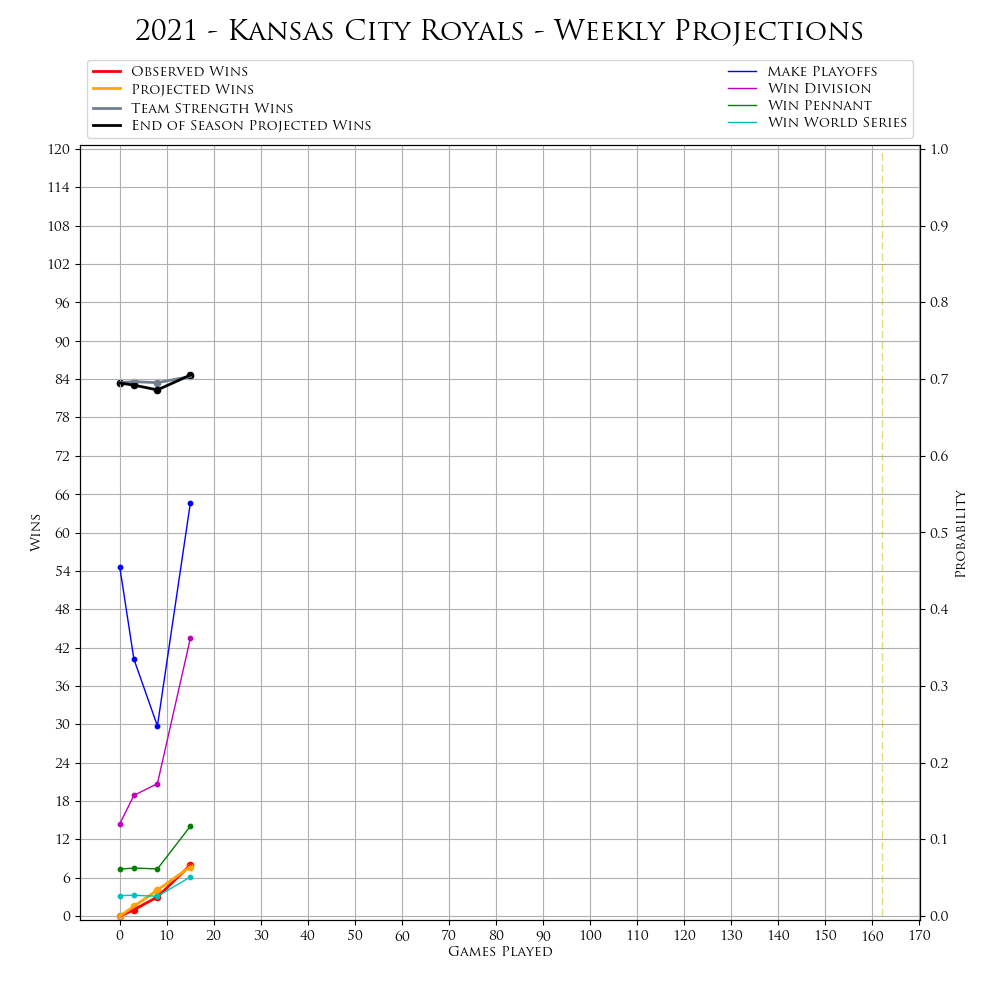 2021 - Kansas City Royals - Weekly Projections
Observed Wins
Projected Wins
Team Strength Wins
End of Season Projected Wins
Make Playoffs
Win Division
Win Pennant
Win World Series
120
114
108
102
96
90
84
78
72
66
60
54
48
42
36
30
24
18
12
6
0
Wins
1.0
0.9
0.8
0.7
0.6
0.5
0.4
0.3
0.2
0.1
0.0
Probability
0 10 20 30 40 50 60 70 80 90 100 110 120 130 140 150 160 170
Games Played